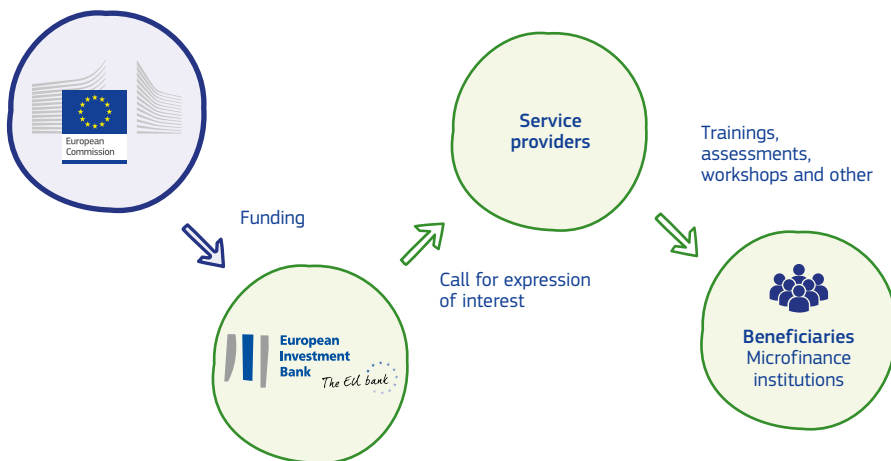 European
Commission
Funding
European
Investment
Bank
The EU bank
Call for expression
of interest
Service
providers
Trainings,
assessments,
workshops and other
Beneficiaries
Microfinance
institutions